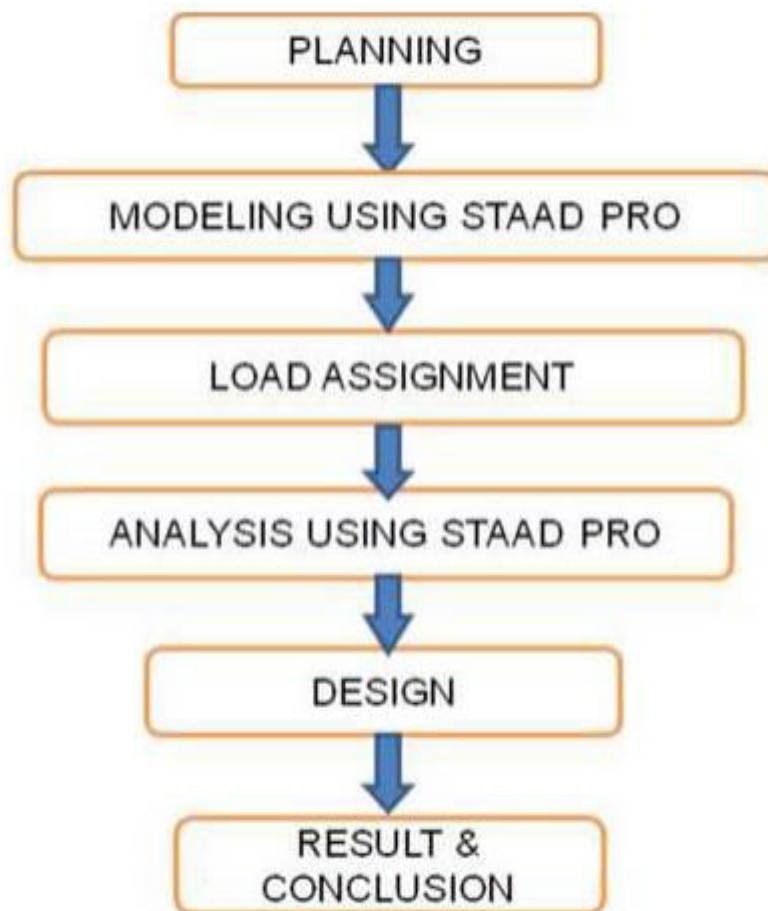 PLANNING
MODELING USING STAAD PRO
LOAD ASSIGNMENT
ANALYSIS USING STAAD PRO
DESIGN
RESULT &
CONCLUSION